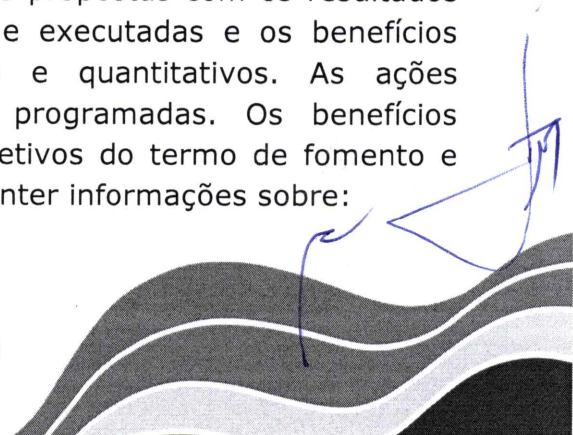 propostas com os resultados
e executadas e os benefícios
e quantitativos. As ações
programadas. Os benefícios
etivos do termo de fomento e
nter informações sobre: